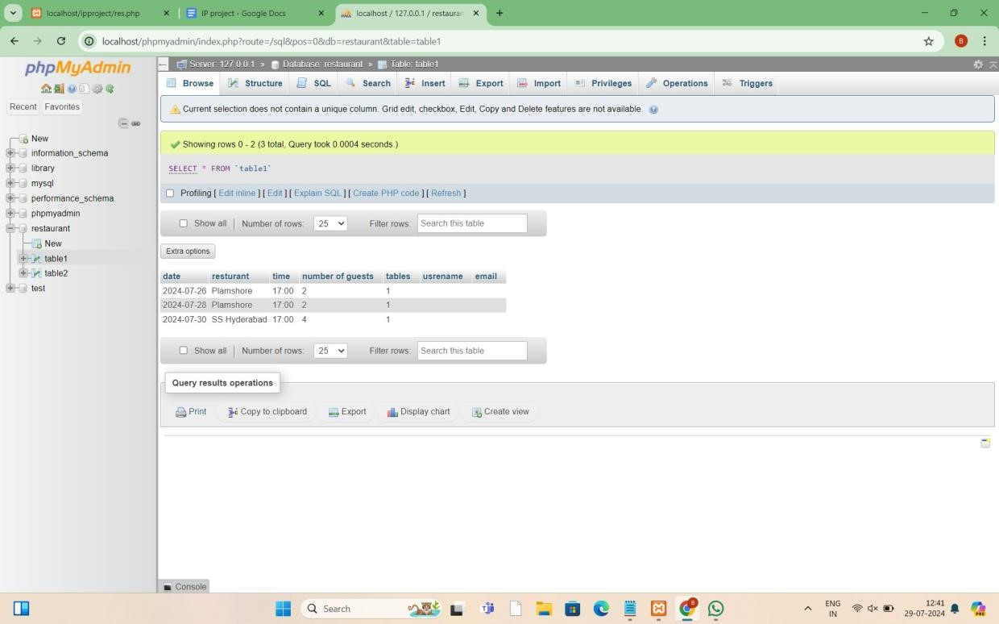 localhost/ipproject/res.php
IP project - Google Docs
localhost / 127.0.0.1 / restauran
localhost/phpmyadmin/index.php?route=/sql&pos=0&db=restaurant&table=table1
B
phpMyAdmin
Recent Favorites
New
information_schema
library
mysql
performance_schema
phpmyadmin
restaurant
New
table1
table2
test
Server: 127.0.0.1 » Database: restaurant » Table: table1
Browse Structure SQL Search Insert Export Import Privileges Operations Triggers
Current selection does not contain a unique column. Grid edit, checkbox, Edit, Copy and Delete features are not available.
Showing rows 0 - 2 (3 total, Query took 0.0004 seconds.)
SELECT * FROM `table1`
Profiling [ Edit inline ] [ Edit ] [ Explain SQL ] [ Create PHP code ] [ Refresh ]
Show all Number of rows: 25 Filter rows: Search this table
Extra options
date resturant time number of guests tables usrename email
2024-07-26 Plamshore 17:00 2 1
2024-07-28 Plamshore 17:00 2 1
2024-07-30 SS Hyderabad 17:00 4 1
Show all Number of rows: 25 Filter rows: Search this table
Query results operations
Print Copy to clipboard Export Display chart Create view
Console
Search
ENG
IN
12:41
29-07-2024